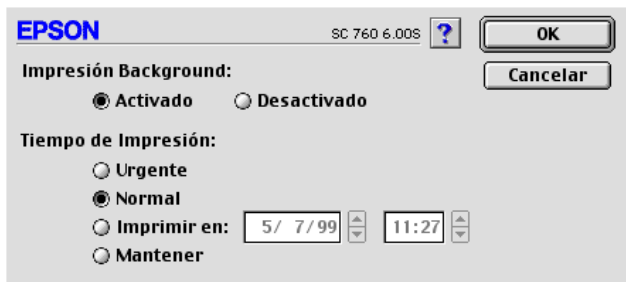 EPSON SC 760 6.00S ? OK
Impresión Background: Cancelar
Activado Desactivado
Tiempo de Impresión:
Urgente
Normal
Imprimir en: 5/ 7/99 11:27
Mantener